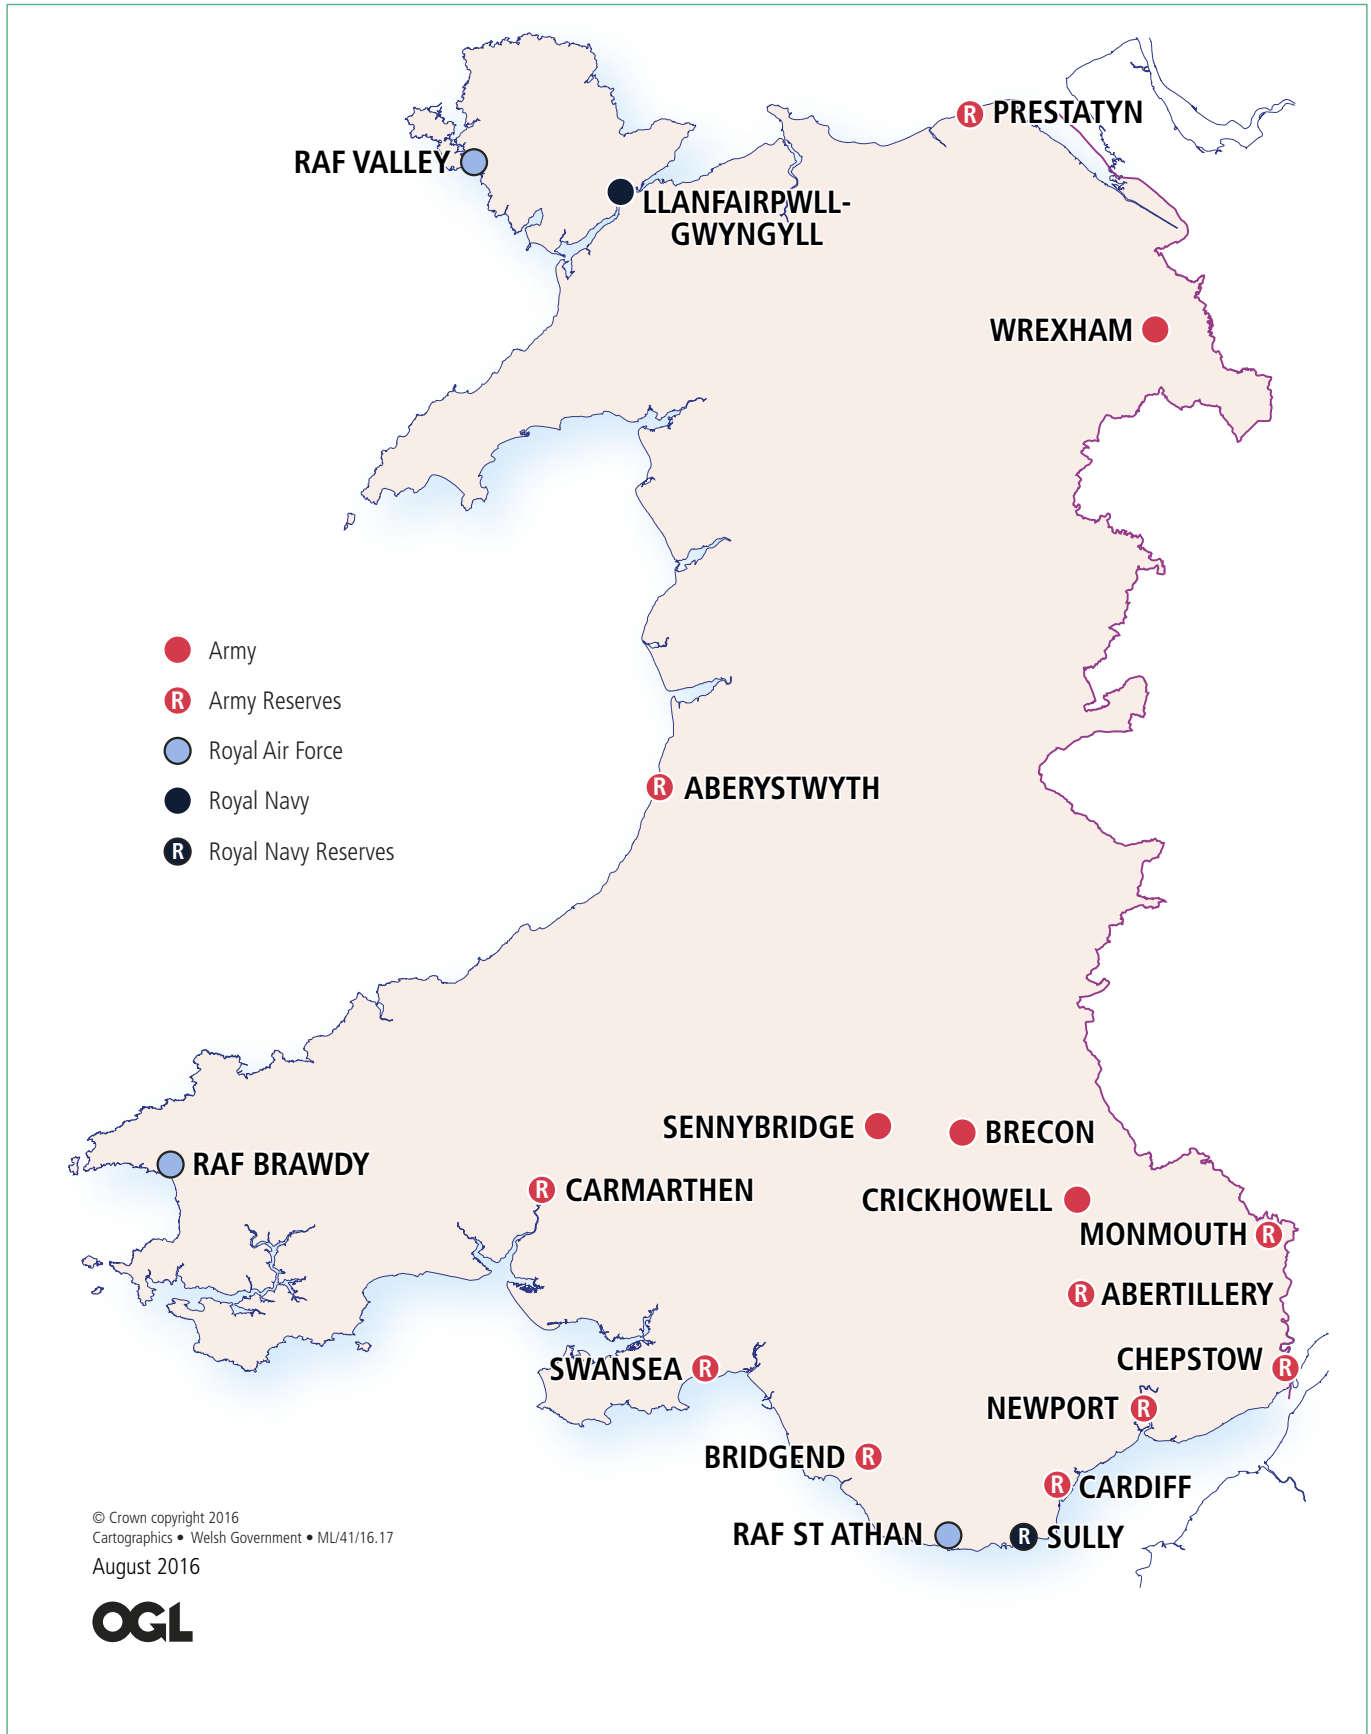 PRESTATYN
RAF VALLEY
LLANFAIRPWLL-
GWYNGYLL
WREXHAM
Army
R Army Reserves
Royal Air Force
Royal Navy
R Royal Navy Reserves
R
R ABERYSTWYTH
SENNYBRIDGE
BRECON
RAF BRAWDY
R CARMARTHEN
CRICKHOWELL
MONMOUTH R
R ABERTILLERY
CHEPSTOW R
SWANSEA R
NEWPORT R
BRIDGEND R
R CARDIFF
RAF ST ATHAN
R SULLY
© Crown copyright 2016
Cartographics • Welsh Government • ML/41/16.17
August 2016
OGL